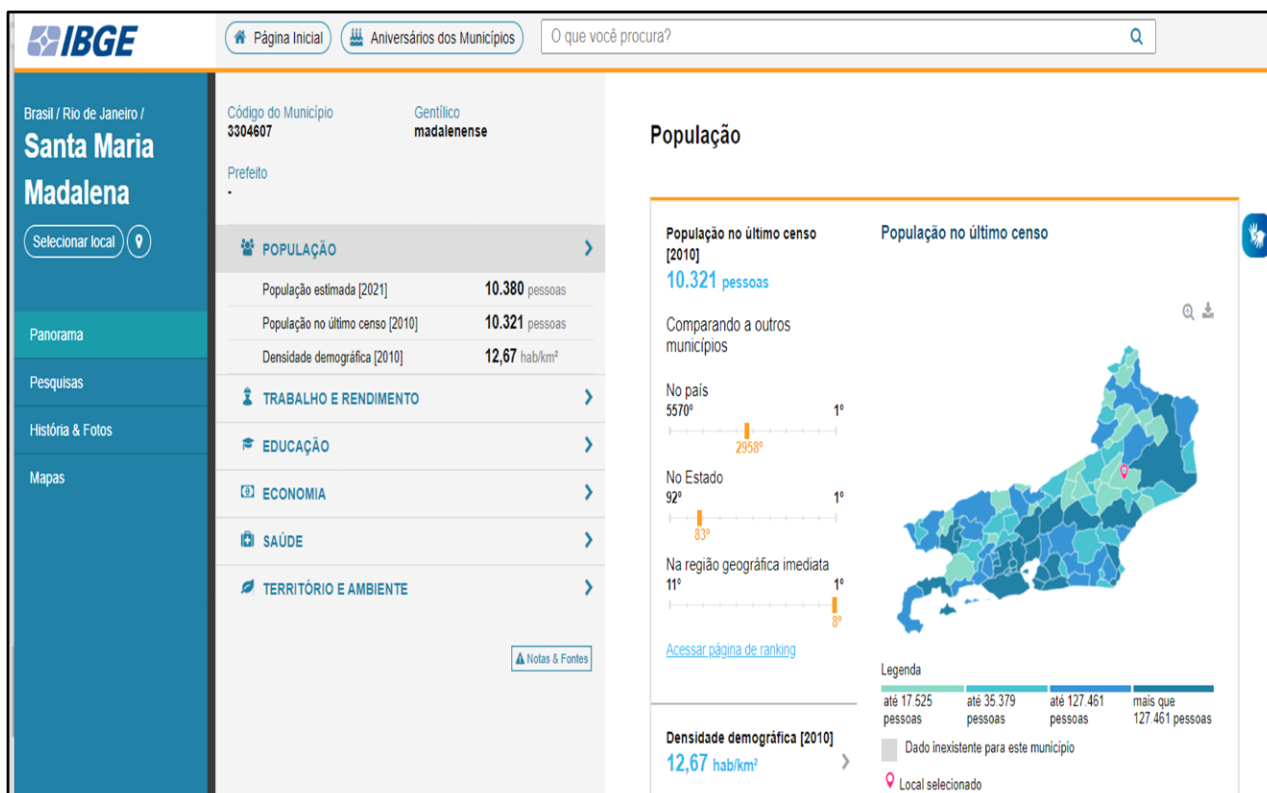 IBGE
Página Inicial
Aniversários dos Municípios
O que você procura?
Brasil / Rio de Janeiro /
Santa Maria
Madalena
Selecionar local
Panorama
Pesquisas
História & Fotos
Mapas
Código do Município
3304607
Gentílico
madalenense
Prefeito
-
POPULAÇÃO
População estimada [2021] 10.380 pessoas
População no último censo [2010] 10.321 pessoas
Densidade demográfica [2010] 12,67 hab/km²
TRABALHO E RENDIMENTO
EDUCAÇÃO
ECONOMIA
SAÚDE
TERRITÓRIO E AMBIENTE
Notas & Fontes
População
População no último censo
[2010]
10.321 pessoas
Comparando a outros
municípios
No país
5570º 1º
2958º
No Estado
92º 1º
83º
Na região geográfica imediata
11º 1º
8º
Acessar página de ranking
Densidade demográfica [2010]
12,67 hab/km²
População no último censo
Legenda
até 17.525
pessoas
até 35.379
pessoas
até 127.461
pessoas
mais que
127.461 pessoas
Dado inexistente para este município
Local selecionado